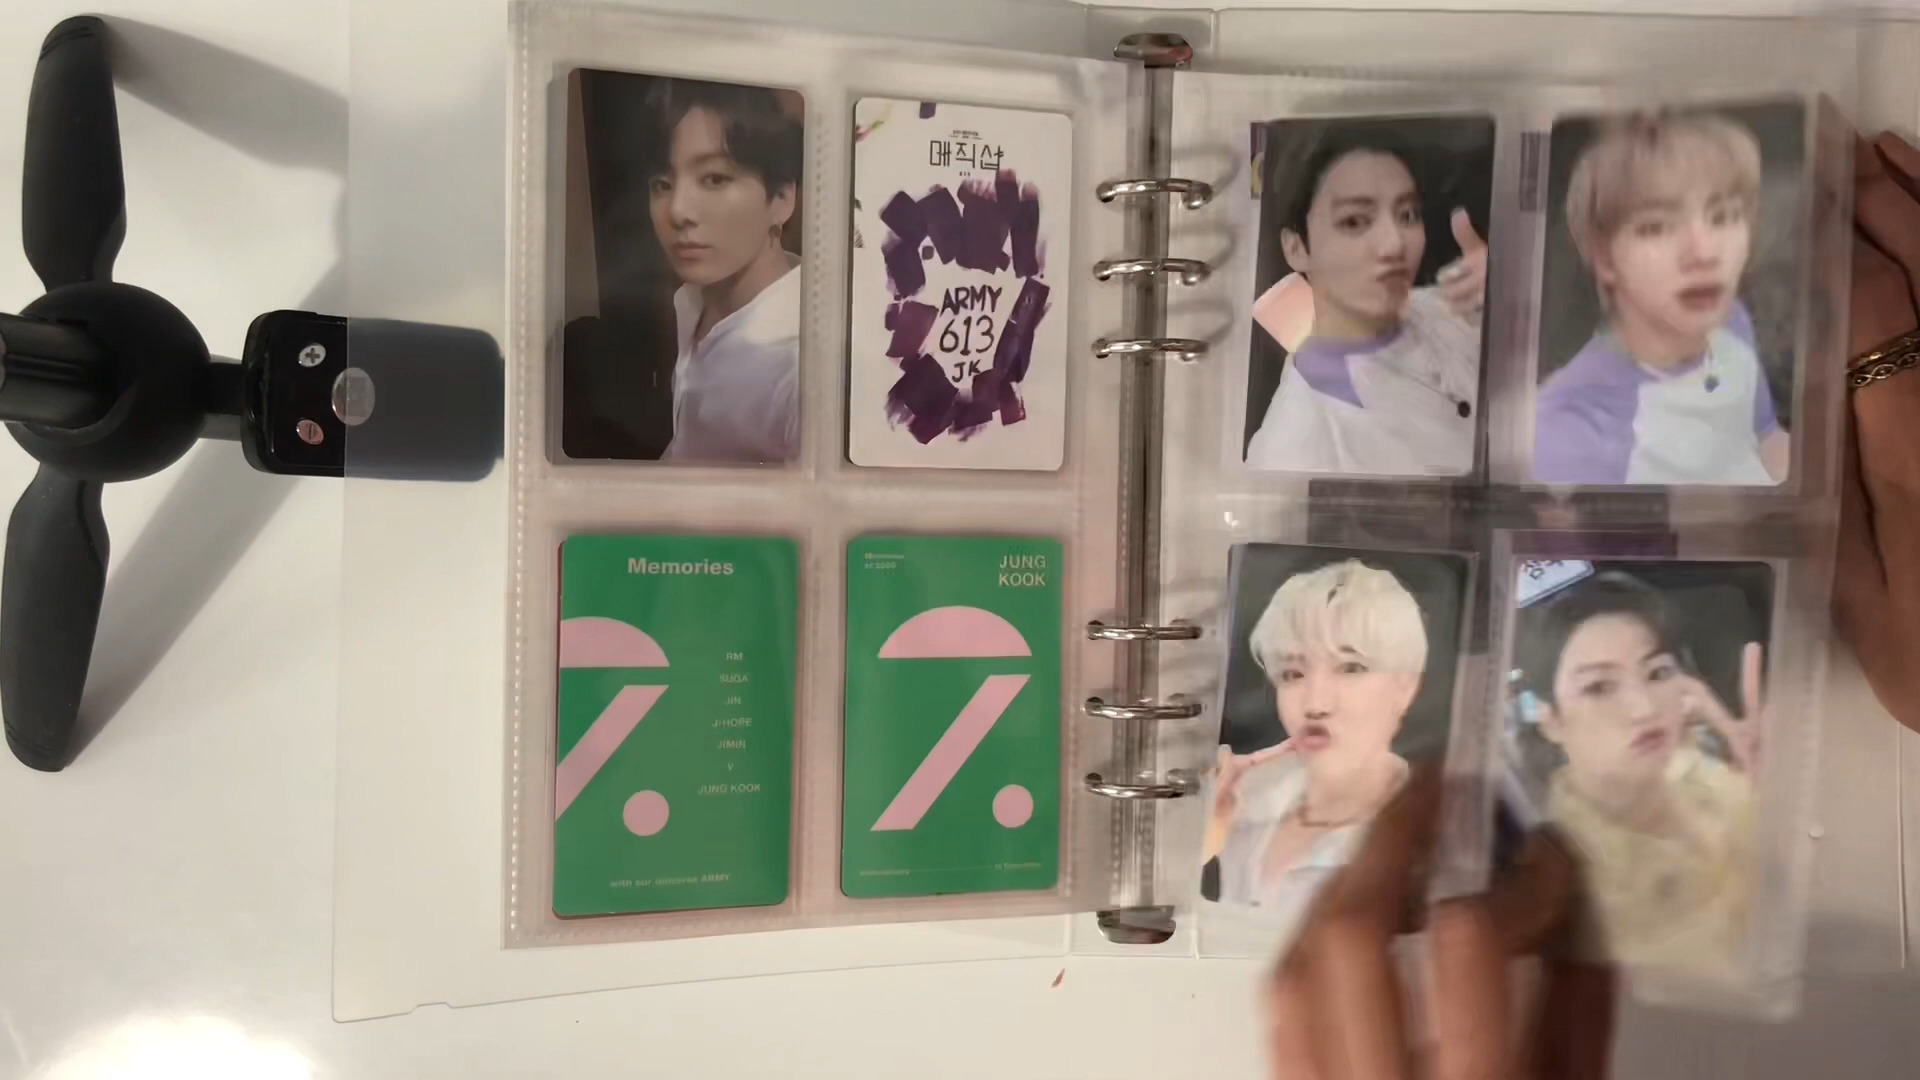 매직샵
ARMY
613
JK
Memories
RM
SUGA
JIN
J-HOPE
JIMIN
V
JUNG KOOK
with our universe ARMY
JUNG
KOOK